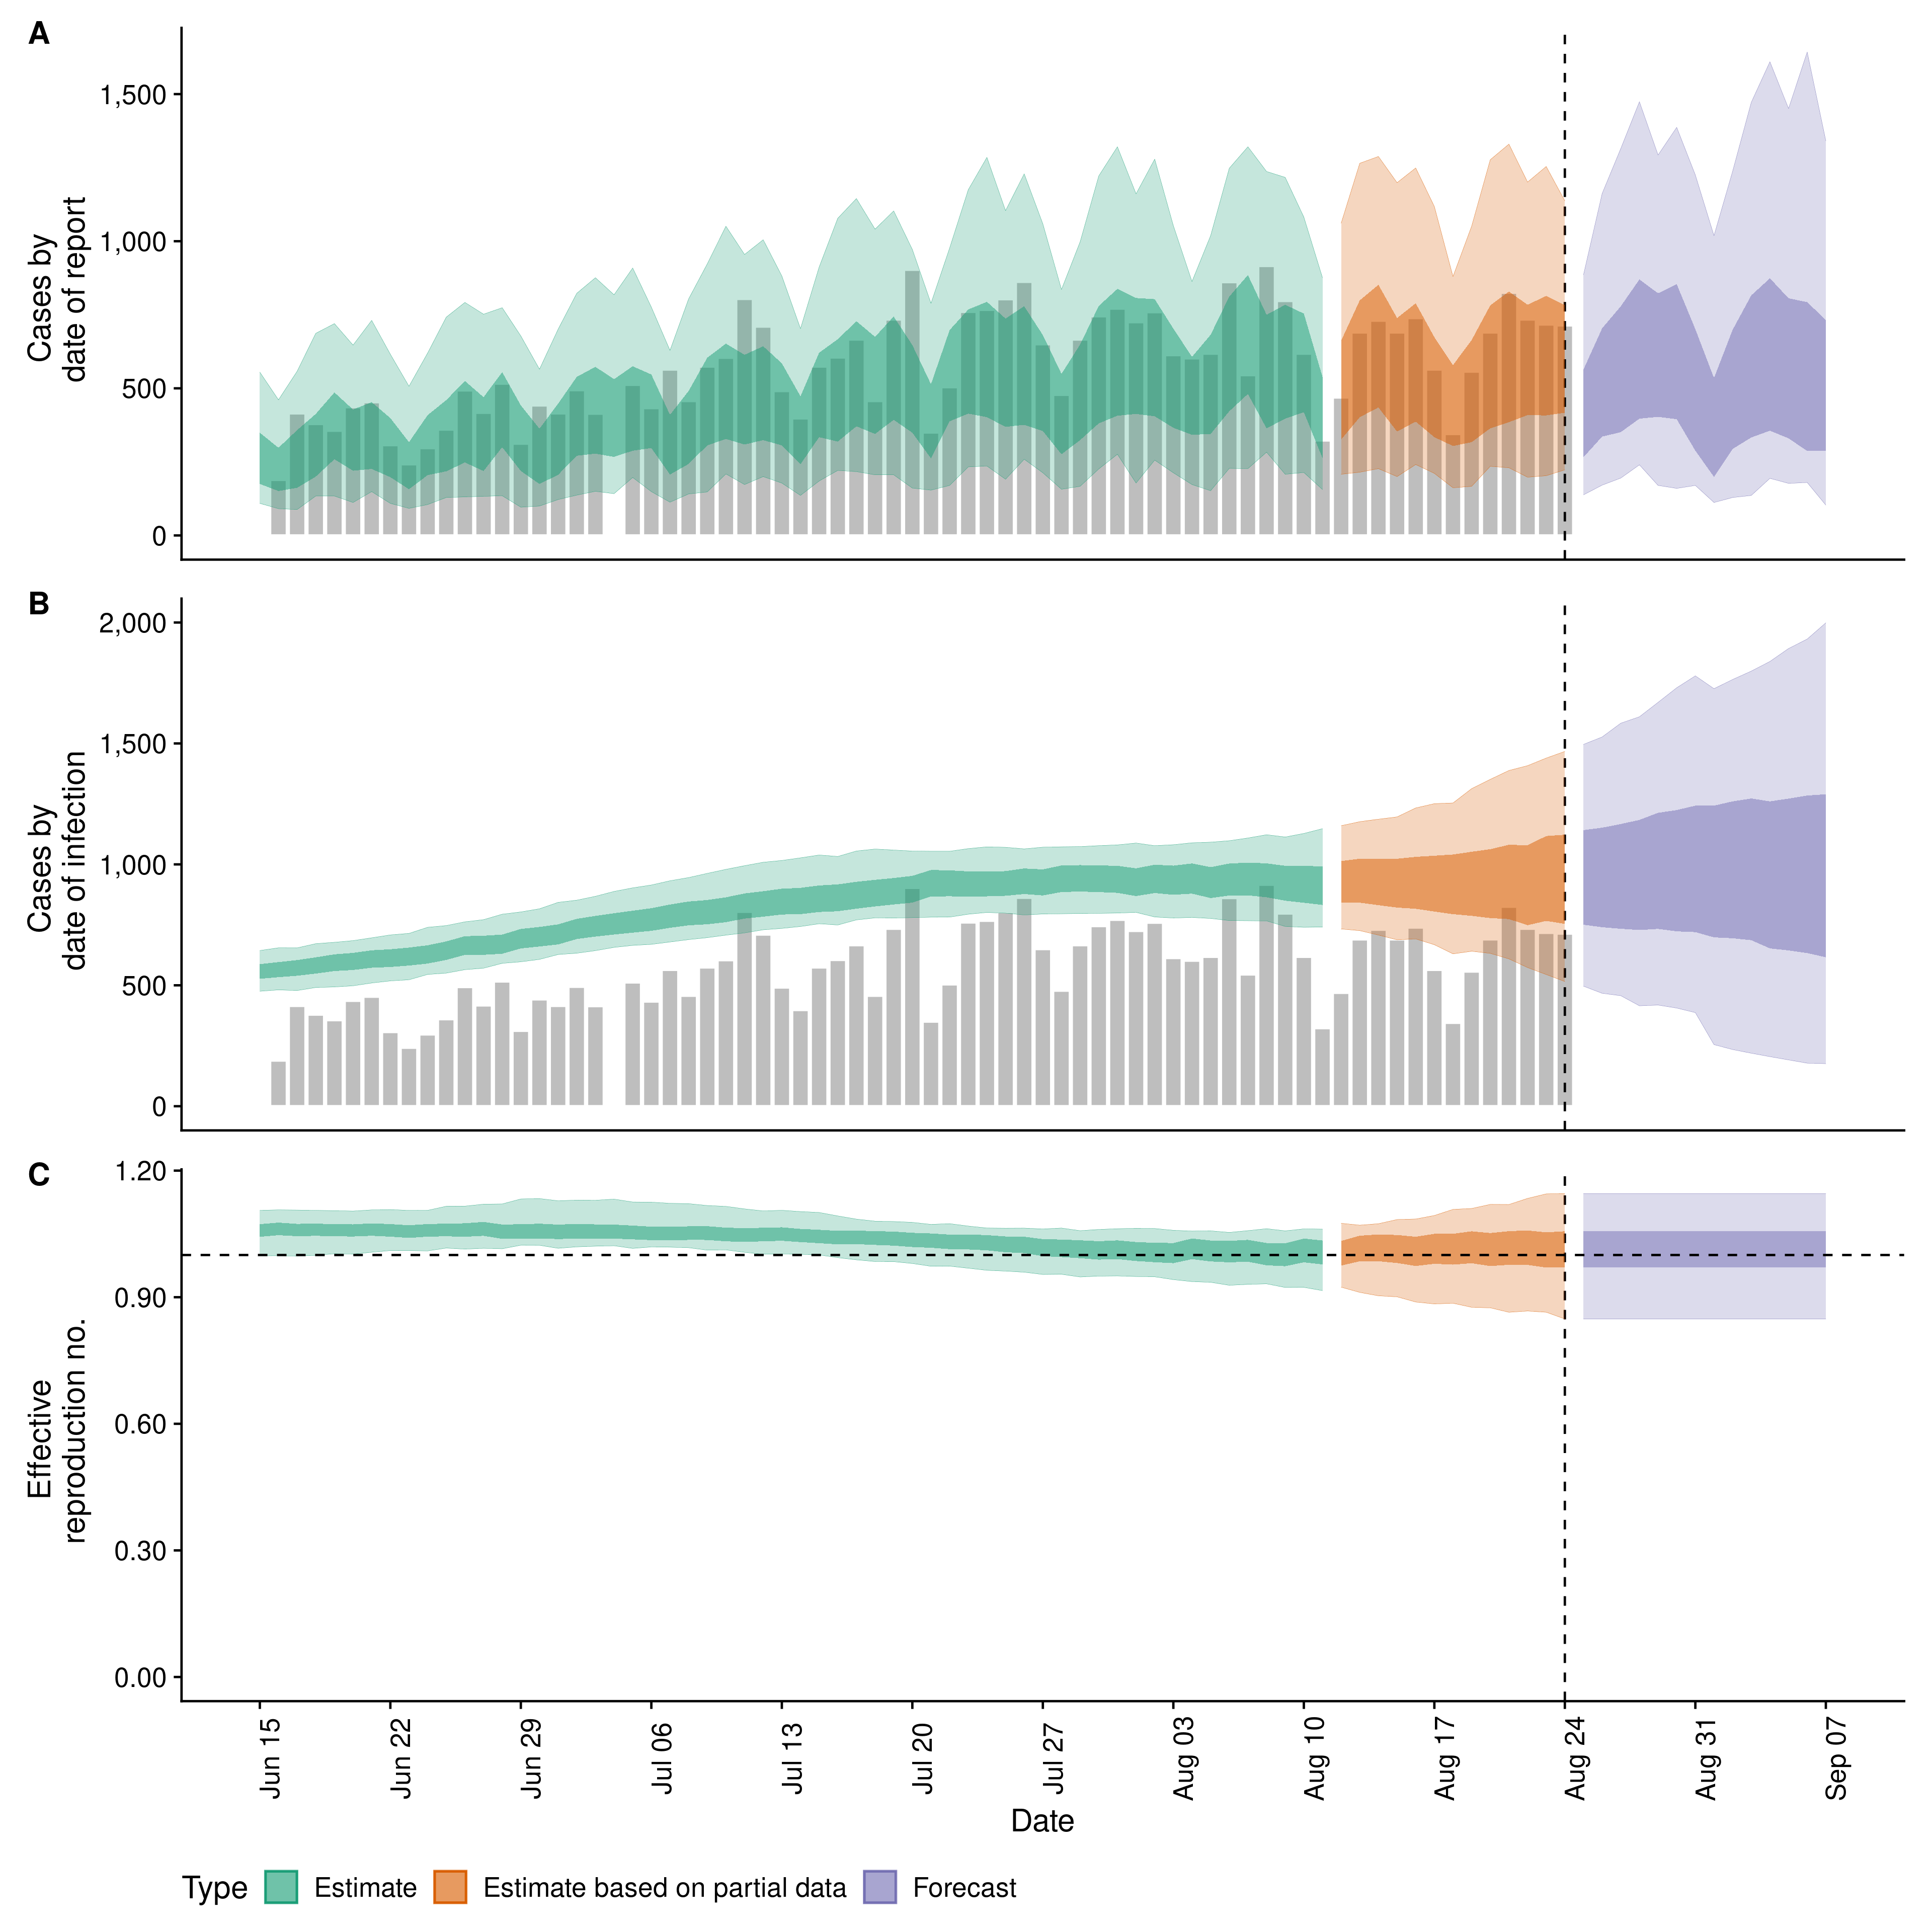 A
Cases by
date of report
1,500
1,000
500
0
B
Cases by
date of infection
2,000
1,500
1,000
500
0
C
Effective
reproduction no.
1.20
0.90
0.60
0.30
0.00
Jun 15
Jun 22
Jun 29
Jul 06
Jul 13
Jul 20
Jul 27
Aug 03
Aug 10
Aug 17
Aug 24
Aug 31
Sep 07
Date
Type Estimate Estimate based on partial data Forecast